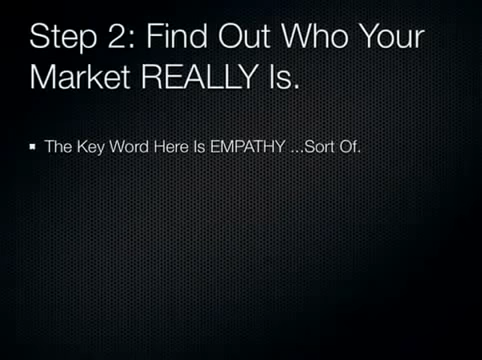 Step 2: Find Out Who Your
Market REALLY Is.
The Key Word Here Is EMPATHY ...Sort Of.